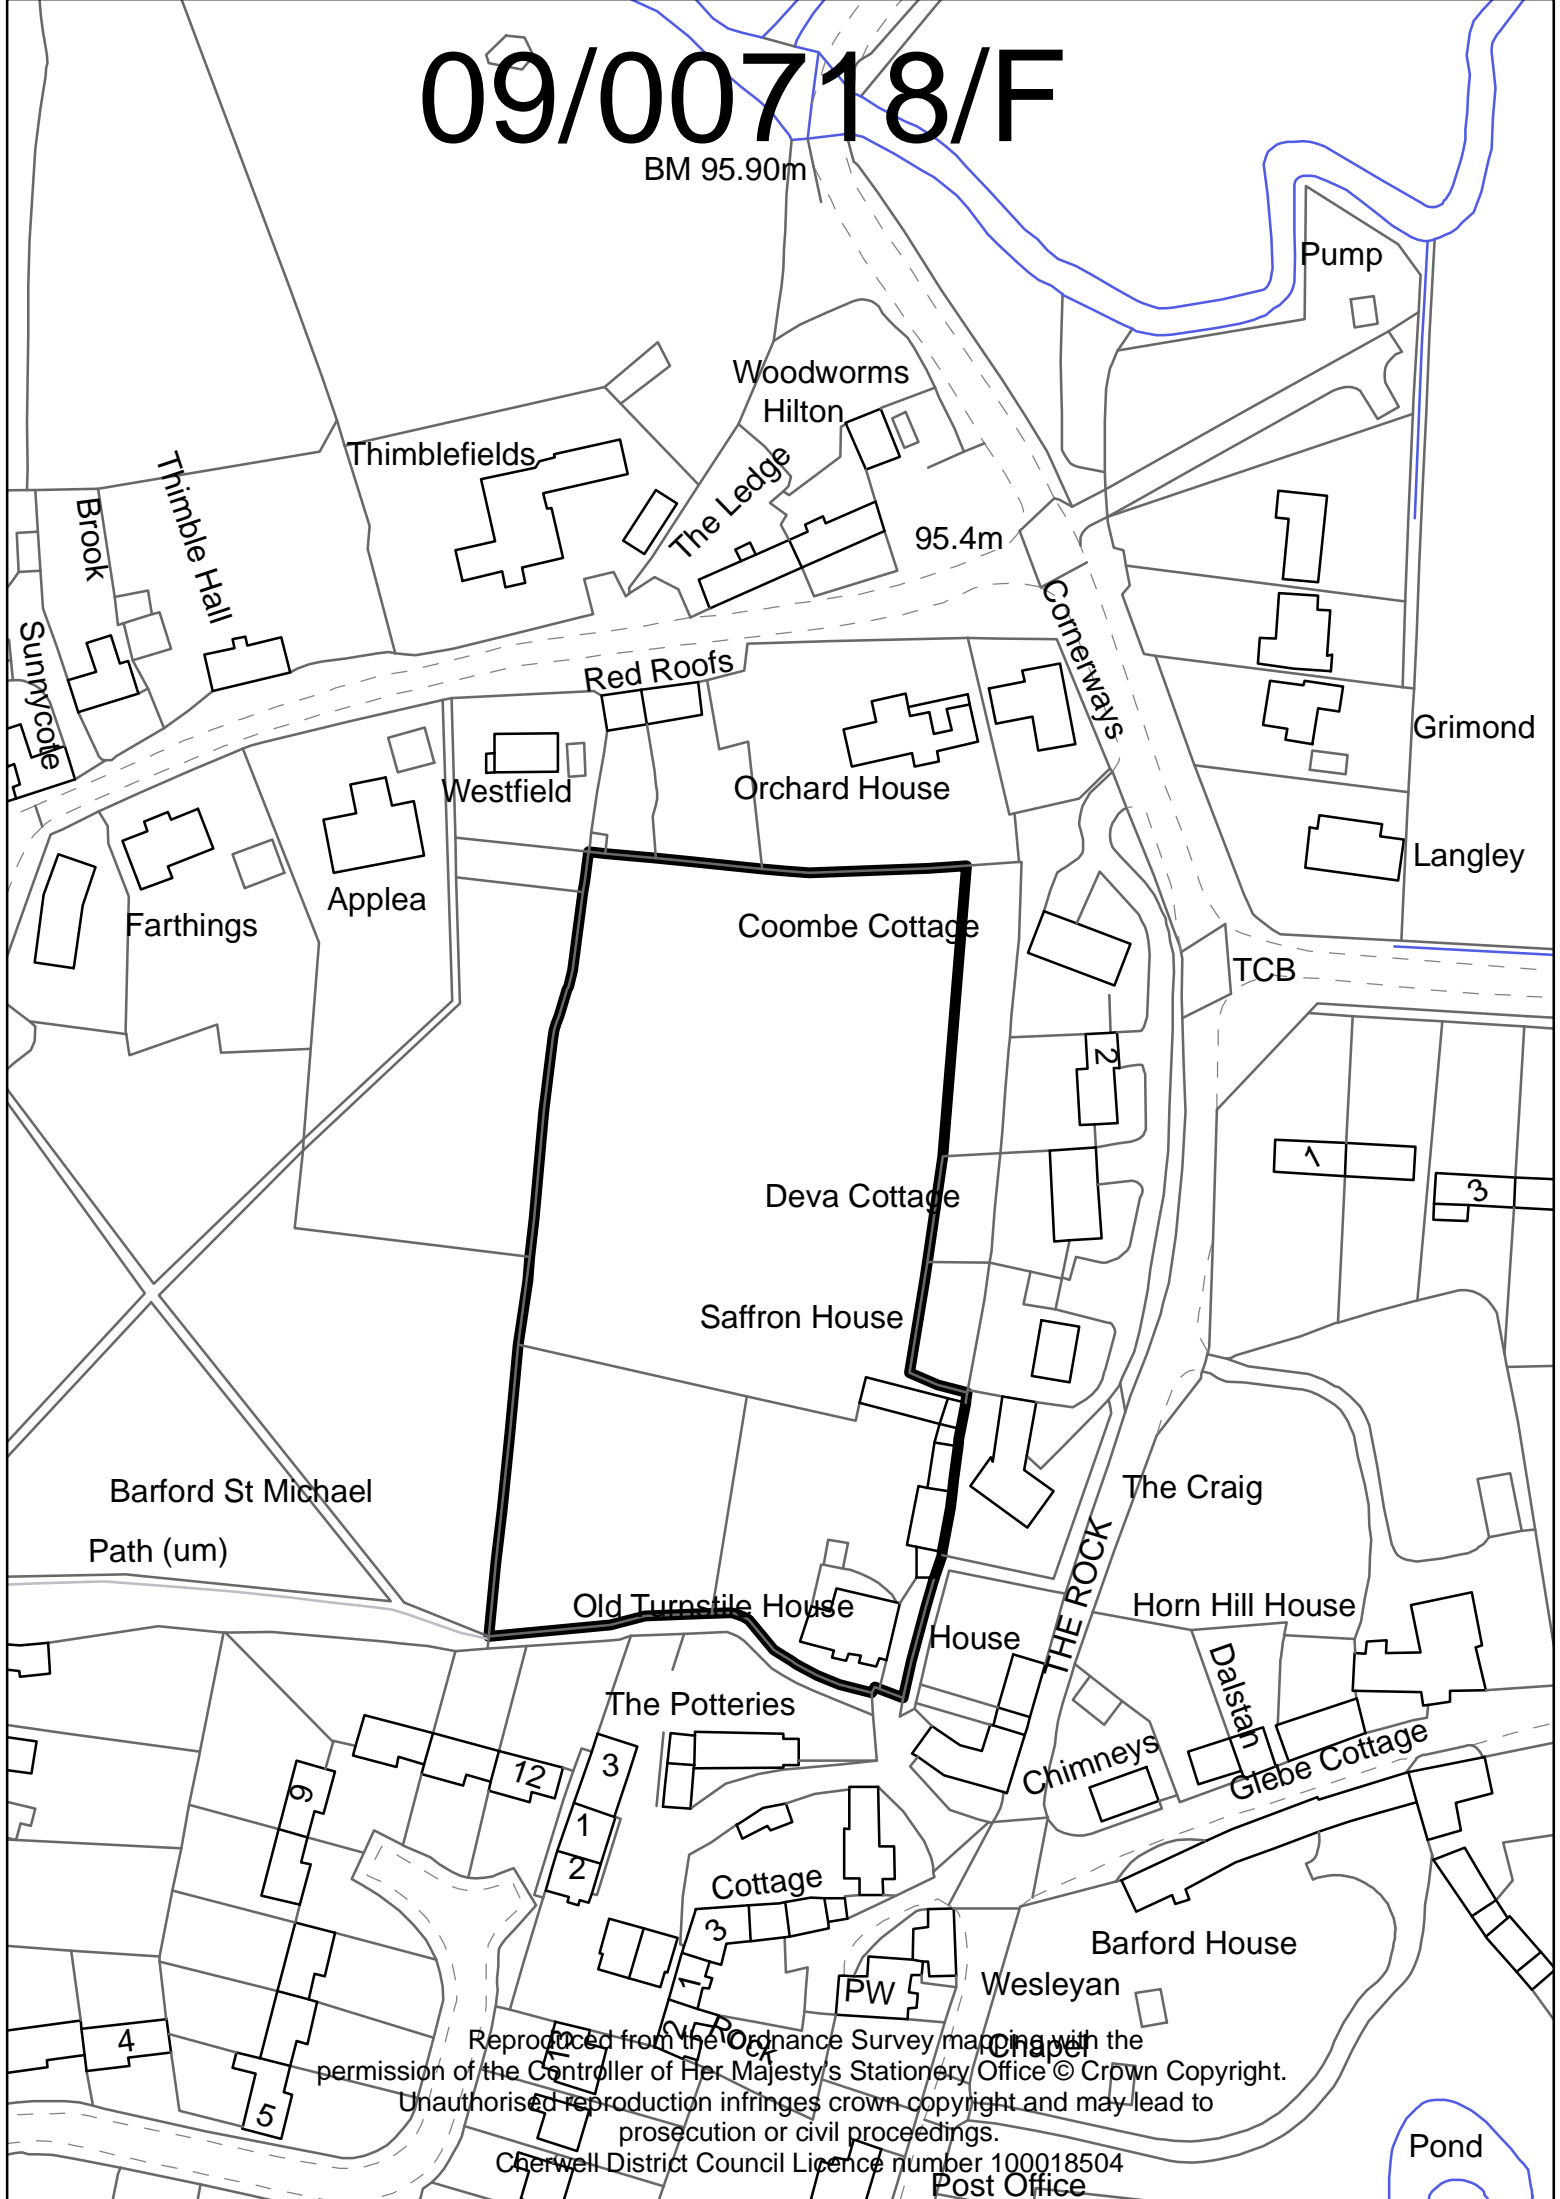 09/00718/F
BM 95.90m
Pump
Woodworms
Hilton
Thimblefields
The Ledge
Thimble Hall
Brook
95.4m
Cornerways
Sunnycote
Red Roofs
Grimond
Westfield
Orchard House
Langley
Applea
Farthings
Coombe Cottage
TCB
2
1
3
Deva Cottage
Saffron House
Barford St Michael
The Craig
Path (um)
THE ROCK
Old Turnstile House
Horn Hill House
House
Dalstan
The Potteries
Chimneys
Glebe Cottage
12
3
9
1
2
Cottage
3
Barford House
1
PW
Wesleyan
Chapel
2
Rock
13
4
5
Reproduced from the Ordnance Survey mapping with the
permission of the Controller of Her Majesty's Stationery Office © Crown Copyright.
Unauthorised reproduction infringes crown copyright and may lead to
prosecution or civil proceedings.
Cherwell District Council Licence number 100018504
Pond
Post Office